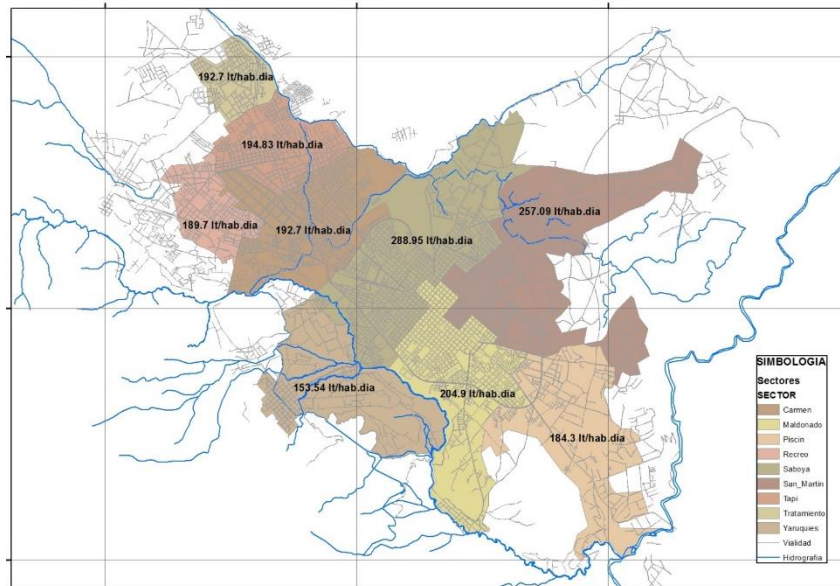 192.7 lt/hab.dia
194.83 lt/hab.dia
189.7 lt/hab.dia
192.7 lt/hab.dia
257.09 lt/hab.dia
288.95 lt/hab.dia
153.54 lt/hab.dia
204.9 lt/hab.dia
184.3 lt/hab.dia
SIMBOLOGIA
Sectores
SECTOR
Carmen
Maldonado
Piscin
Recreo
Saboya
San_Martin
Tapi
Tratamiento
Yaruquies
Vialidad
Hidrografia